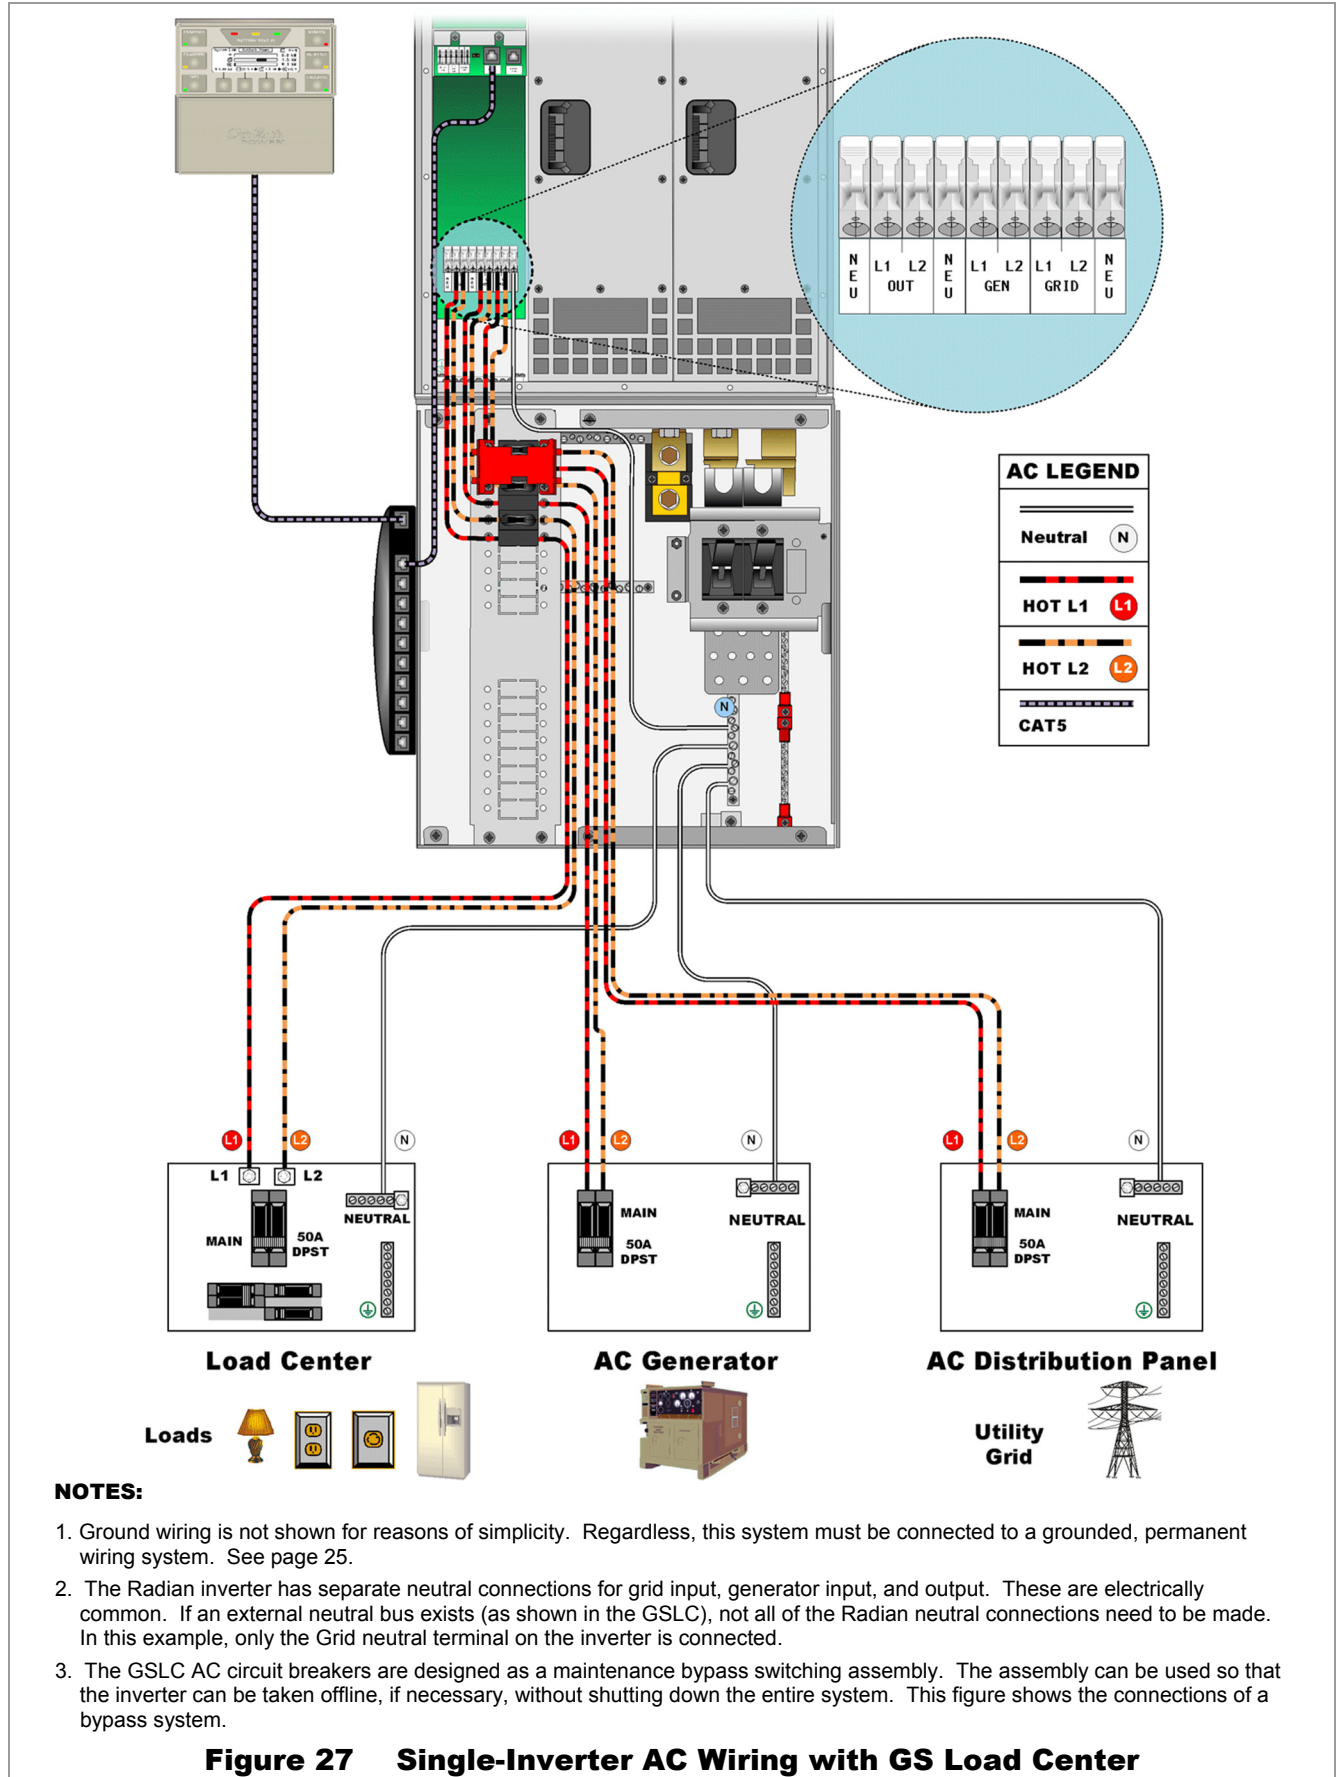 NEU
L1 L2
OUT
NEU
L1 L2
GEN
L1 L2
GRID
NEU
AC LEGEND
Neutral N
HOT L1 L1
HOT L2 L2
CAT5
N
L1 L2 N
L1 L2 N
L1 L2 N
L1 L2
NEUTRAL
MAIN
50A
DPST
MAIN
50A
DPST
NEUTRAL
MAIN
50A
DPST
NEUTRAL
Load Center
AC Generator
AC Distribution Panel
Loads
Utility
Grid
NOTES:
1. Ground wiring is not shown for reasons of simplicity. Regardless, this system must be connected to a grounded, permanent
wiring system. See page 25.
2. The Radian inverter has separate neutral connections for grid input, generator input, and output. These are electrically
common. If an external neutral bus exists (as shown in the GSLC), not all of the Radian neutral connections need to be made.
In this example, only the Grid neutral terminal on the inverter is connected.
3. The GSLC AC circuit breakers are designed as a maintenance bypass switching assembly. The assembly can be used so that
the inverter can be taken offline, if necessary, without shutting down the entire system. This figure shows the connections of a
bypass system.
Figure 27 Single-Inverter AC Wiring with GS Load Center